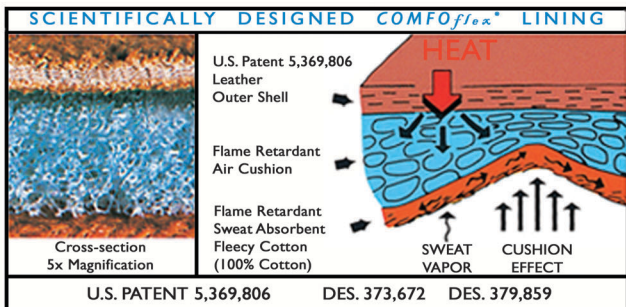 SCIENTIFICALLY DESIGNED COMFOflex® LINING
U.S. Patent 5,369,806
Leather
Outer Shell
Flame Retardant
Air Cushion
Flame Retardant
Sweat Absorbent
Fleecy Cotton
(100% Cotton)
HEAT
Cross-section
5x Magnification
SWEAT
VAPOR
CUSHION
EFFECT
U.S. PATENT 5,369,806 DES. 373,672 DES. 379,859